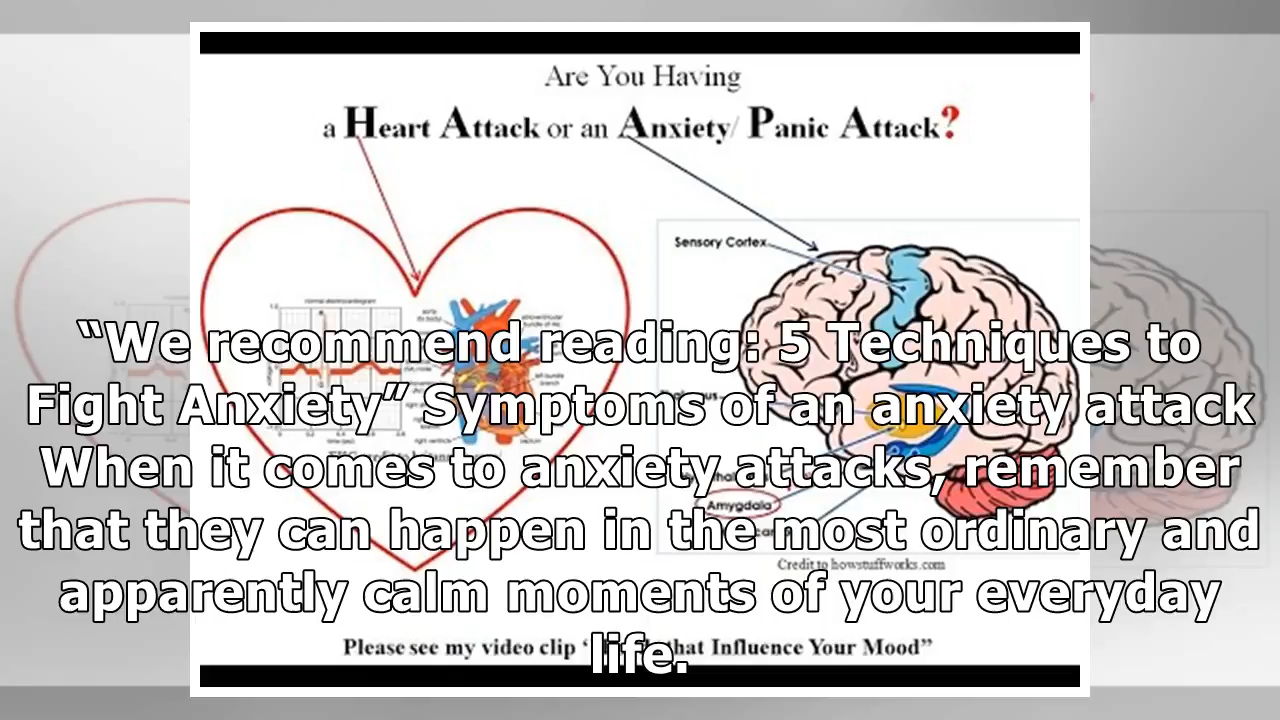 Are You Having
a Heart Attack or an Anxiety/ Panic Attack?
Sensory Cortex
“We recommend reading: 5 Techniques to
Fight Anxiety” Symptoms of an anxiety attack
When it comes to anxiety attacks, remember
that they can happen in the most ordinary and
apparently calm moments of your everyday
life.
Amygdala
Credit to howstuffworks.com
Please see my video clip
that Influence Your Mood”